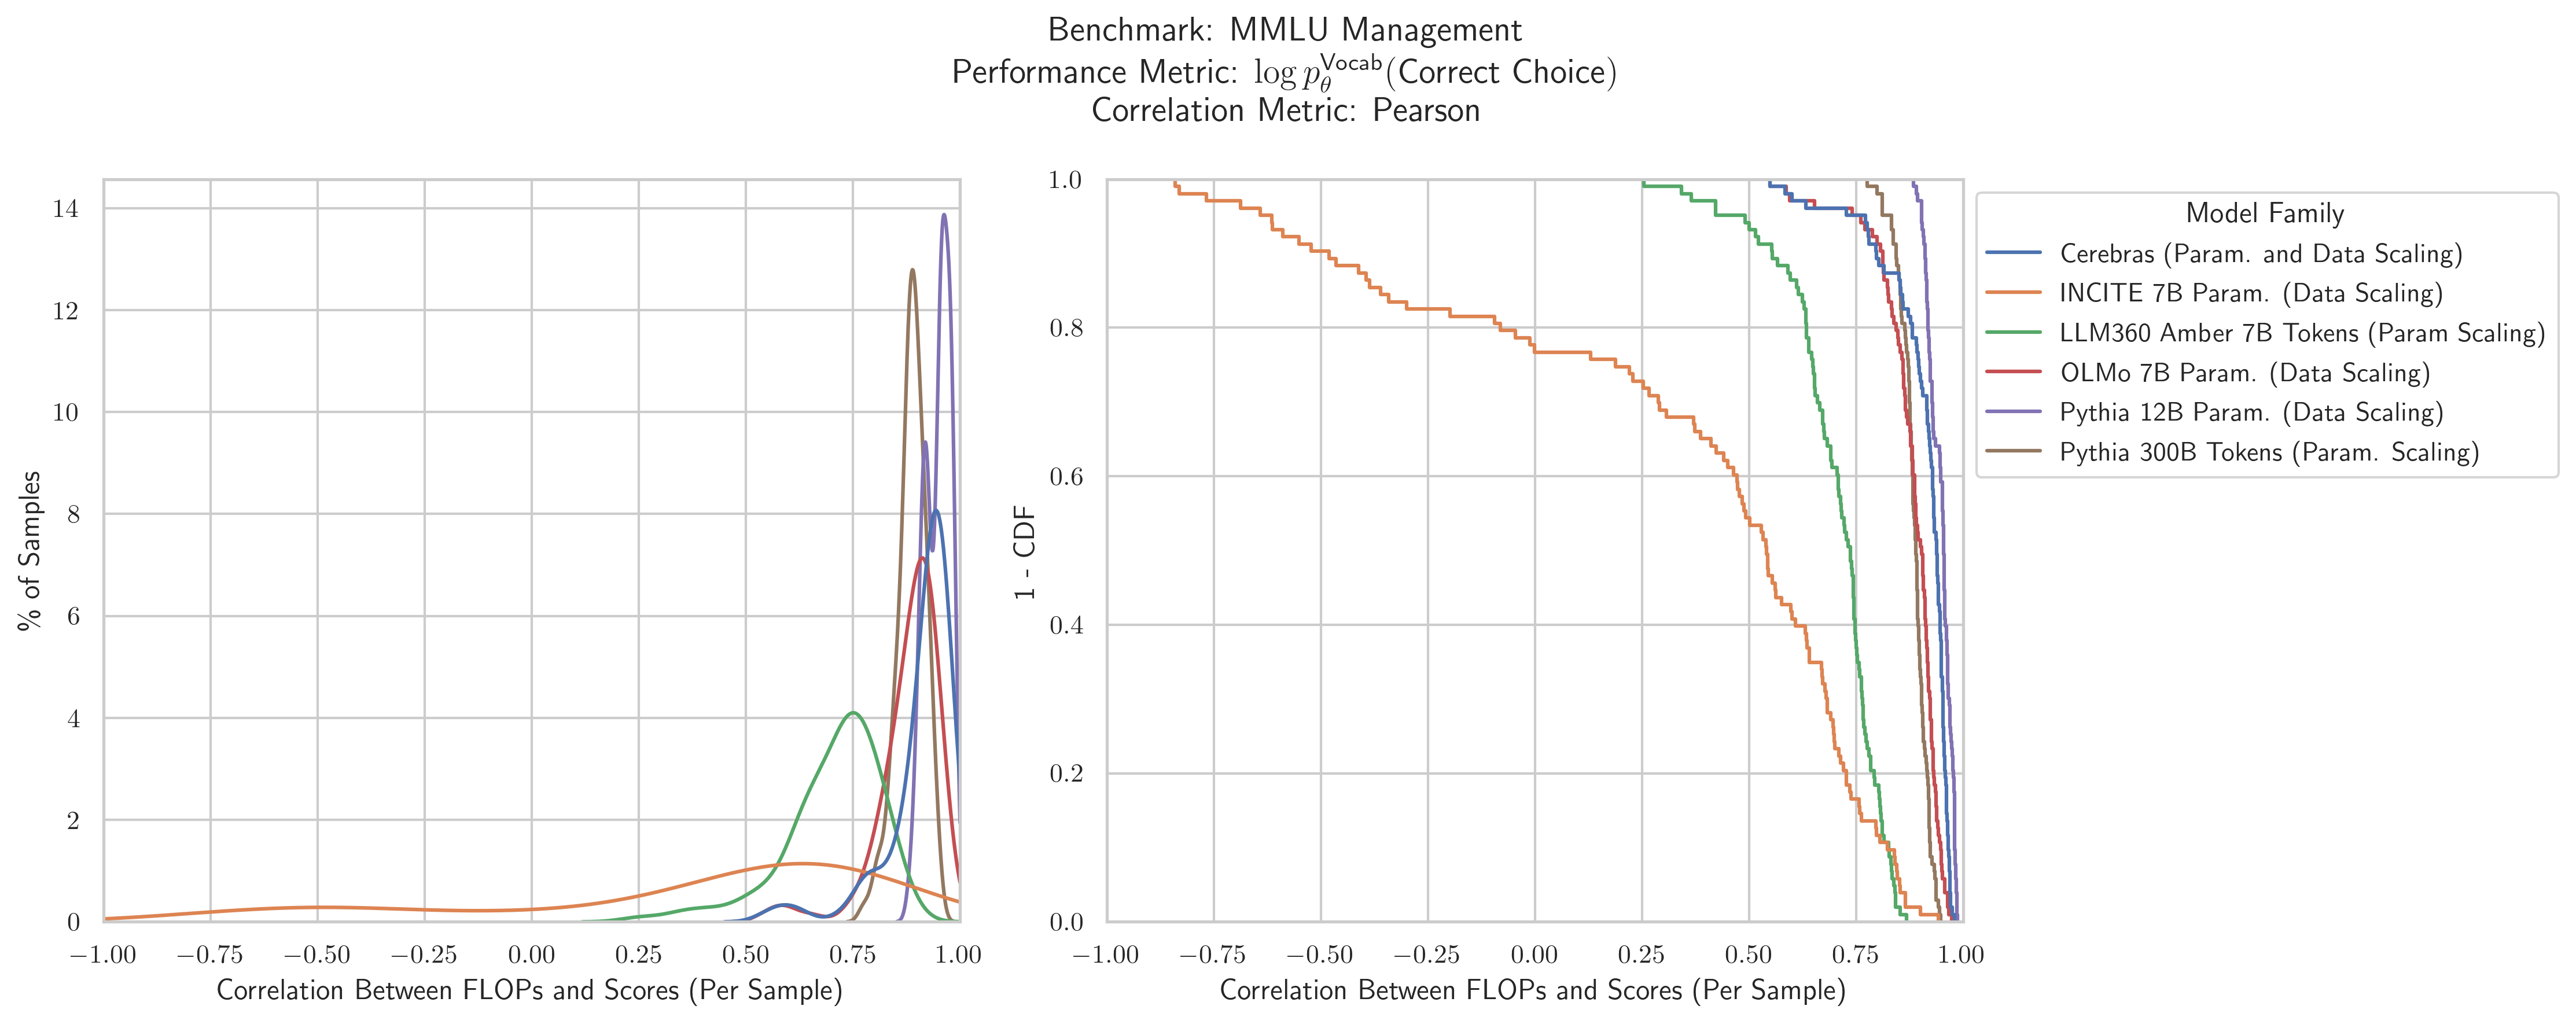 Benchmark: MMLU Management
Performance Metric: log p_θ^Vocab(Correct Choice)
Correlation Metric: Pearson
% of Samples
14
12
10
8
6
4
2
0
−1.00 −0.75 −0.50 −0.25 0.00 0.25 0.50 0.75 1.00
Correlation Between FLOPs and Scores (Per Sample)
1 - CDF
1.0
0.8
0.6
0.4
0.2
0.0
−1.00 −0.75 −0.50 −0.25 0.00 0.25 0.50 0.75 1.00
Correlation Between FLOPs and Scores (Per Sample)
Model Family
Cerebras (Param. and Data Scaling)
INCITE 7B Param. (Data Scaling)
LLM360 Amber 7B Tokens (Param Scaling)
OLMo 7B Param. (Data Scaling)
Pythia 12B Param. (Data Scaling)
Pythia 300B Tokens (Param. Scaling)